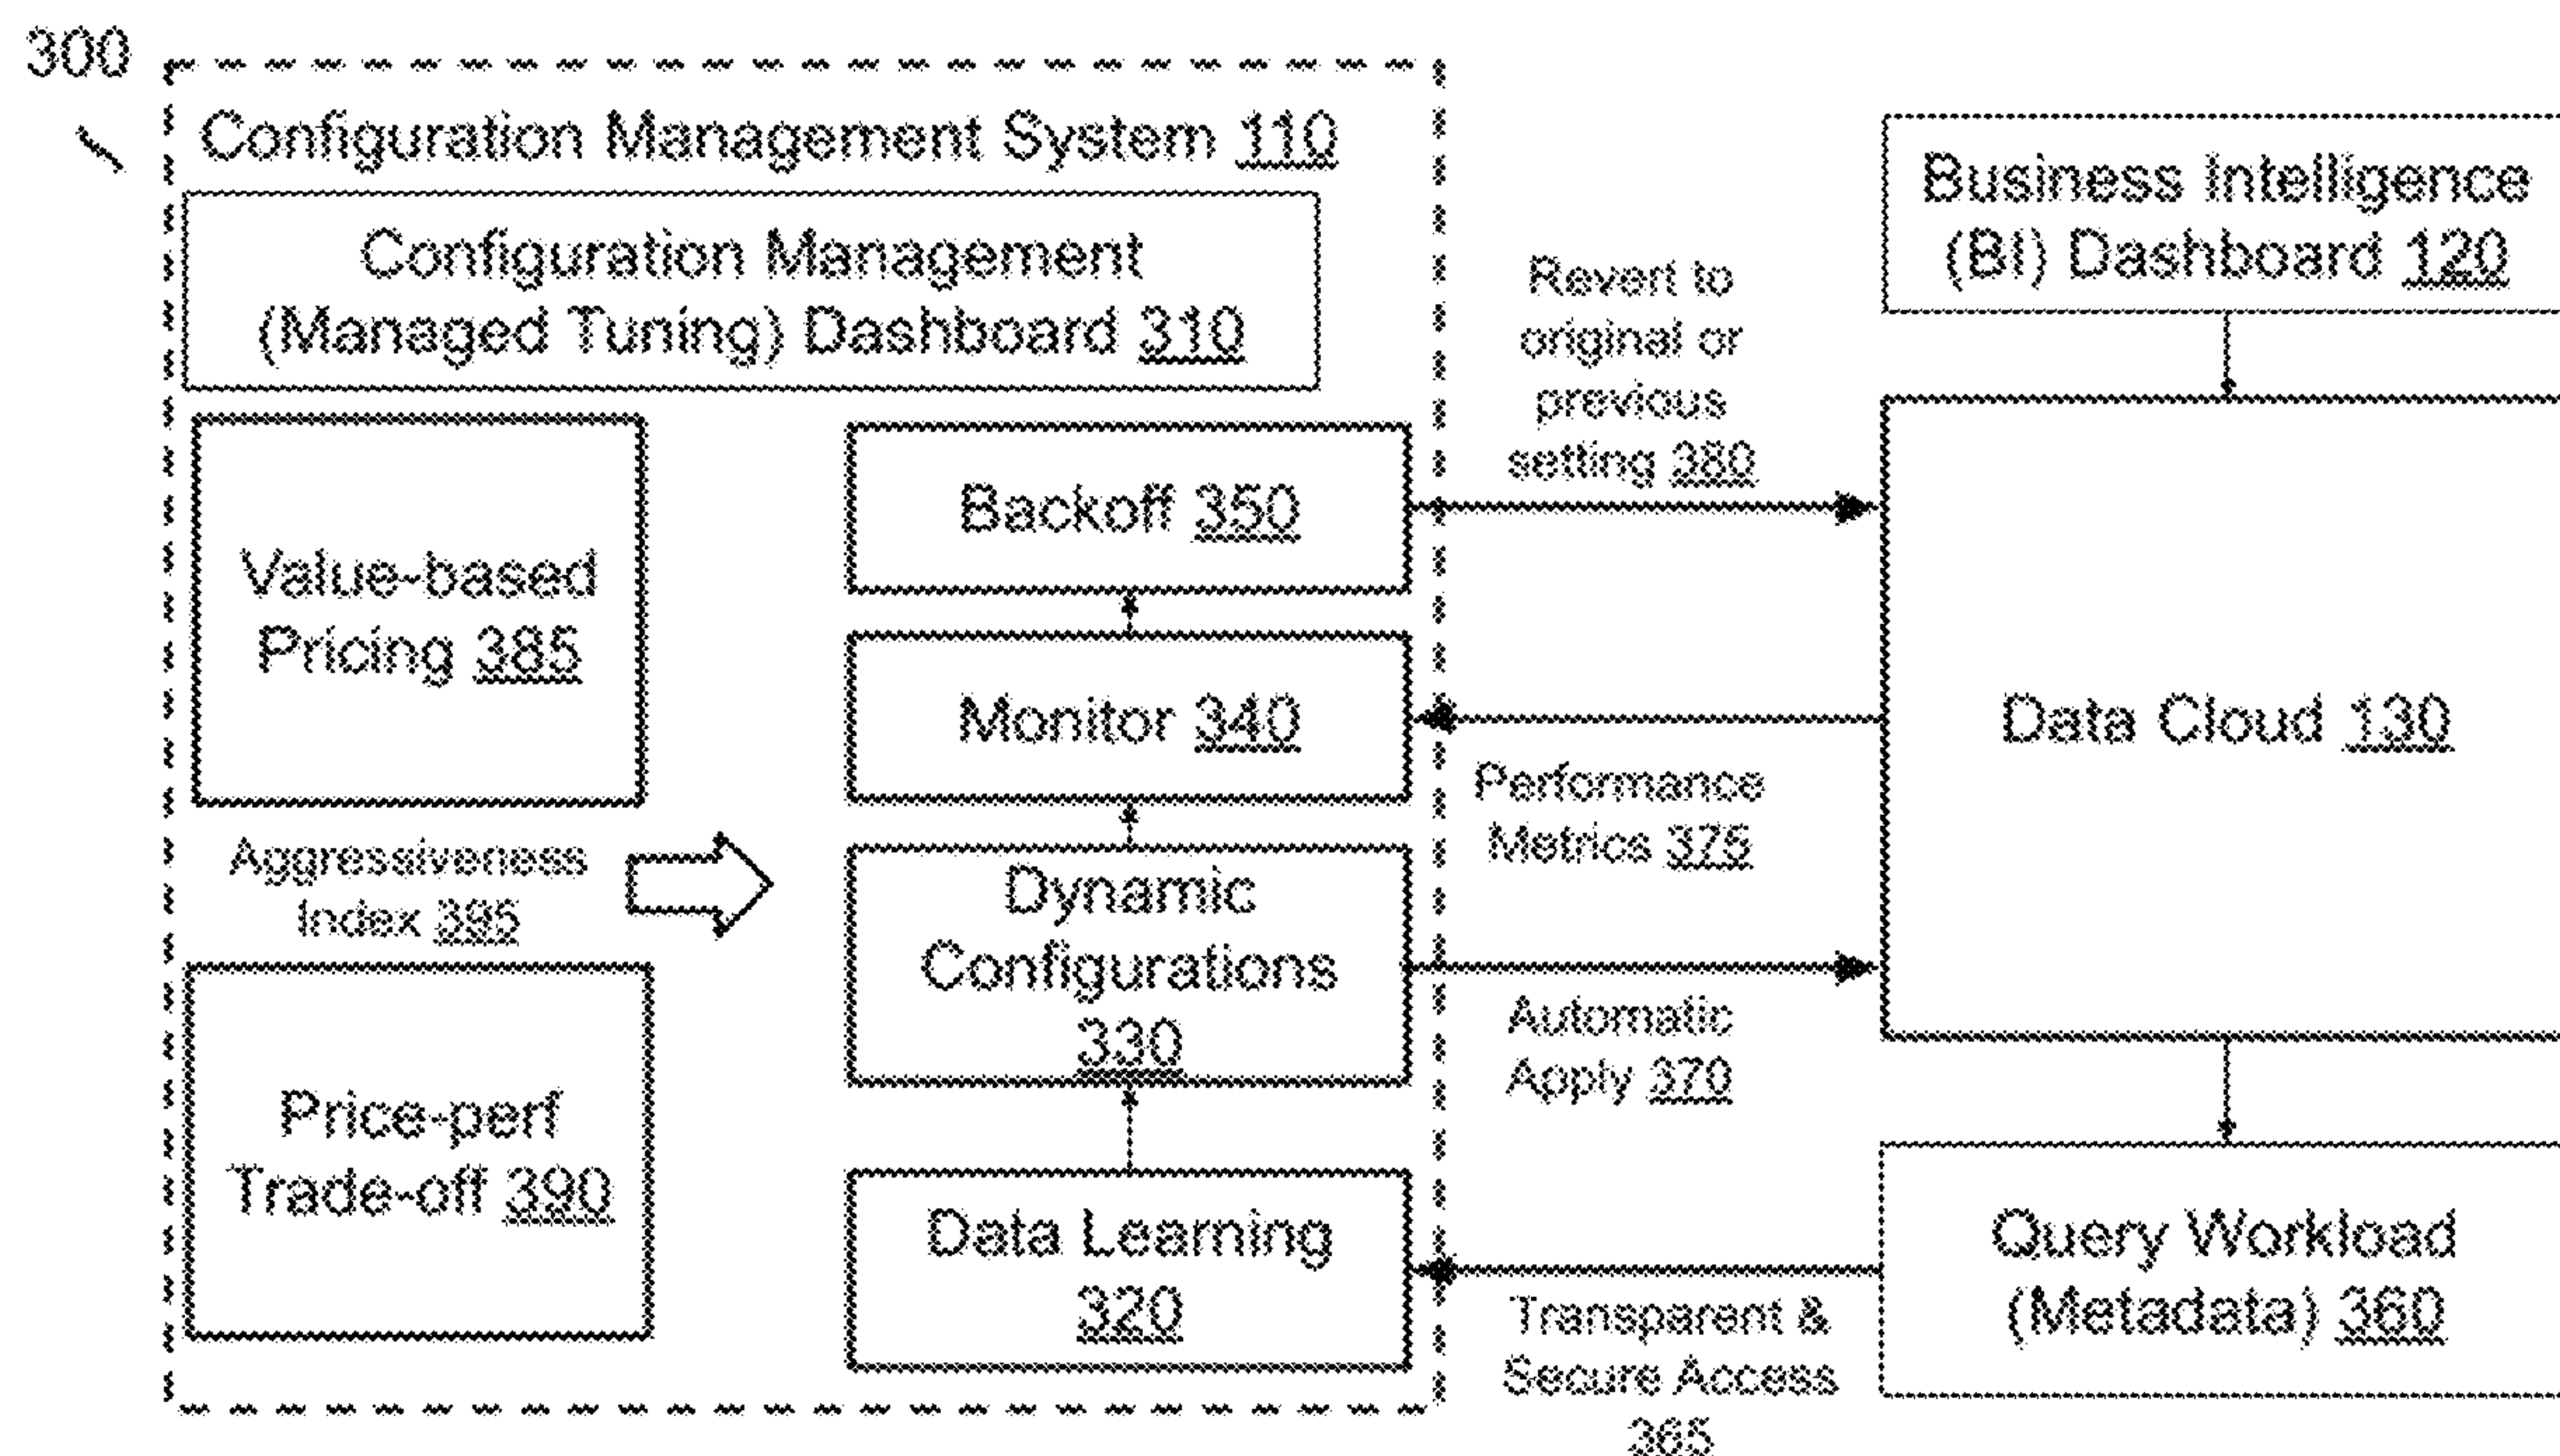 300
Configuration Management System 110
Configuration Management
(Managed Tuning) Dashboard 310
Value-based
Pricing 385
Aggressiveness
Index 395
Price-perf
Trade-off 390
Backoff 350
Monitor 340
Dynamic
Configurations
330
Data Learning
320
Revert to
original or
previous
setting 380
Performance
Metrics 375
Automatic
Apply 370
Transparent &
Secure Access
365
Business Intelligence
(BI) Dashboard 120
Data Cloud 130
Query Workload
(Metadata) 360